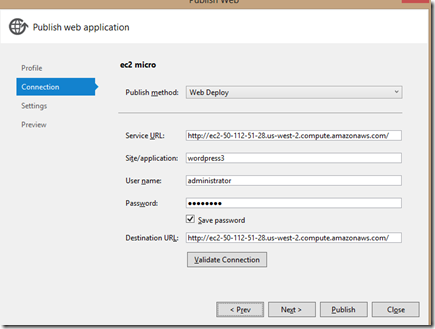 Publish Web
Publish web application
Profile
Connection
Settings
Preview
ec2 micro
Publish method: Web Deploy
Service URL: http://ec2-50-112-51-28.us-west-2.compute.amazonaws.com/
Site/application: wordpress3
User name: administrator
Password: ••••••••
Save password
Destination URL: http://ec2-50-112-51-28.us-west-2.compute.amazonaws.com/
Validate Connection
< Prev
Next >
Publish
Close